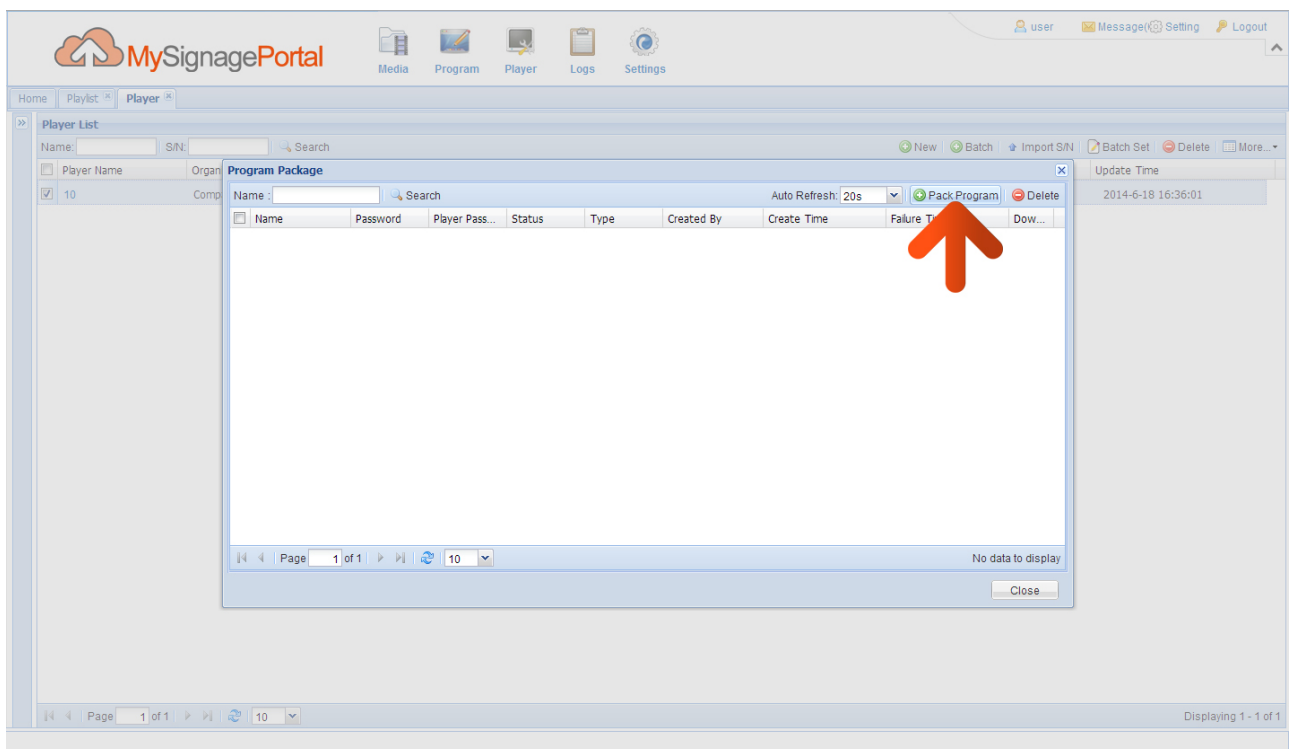 user Message( Setting Logout
MySignagePortal
Media Program Player Logs Settings
Home Playlist Player
Player List
Name: S/N: Search New Batch Import S/N Batch Set Delete More...
Player Name Organ Update Time
10 Comp 2014-6-18 16:36:01
Program Package
Name : Search Auto Refresh: 20s Pack Program Delete
Name Password Player Pass... Status Type Created By Create Time Failure Dow...
Page 1 of 1 10 No data to display
Close
Page 1 of 1 10 Displaying 1 - 1 of 1